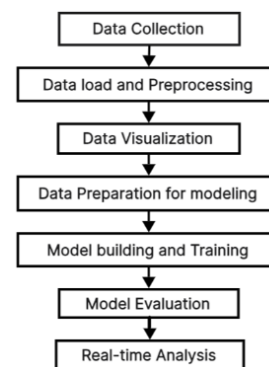 Data Collection
Data load and Preprocessing
Data Visualization
Data Preparation for modeling
Model building and Training
Model Evaluation
Real-time Analysis